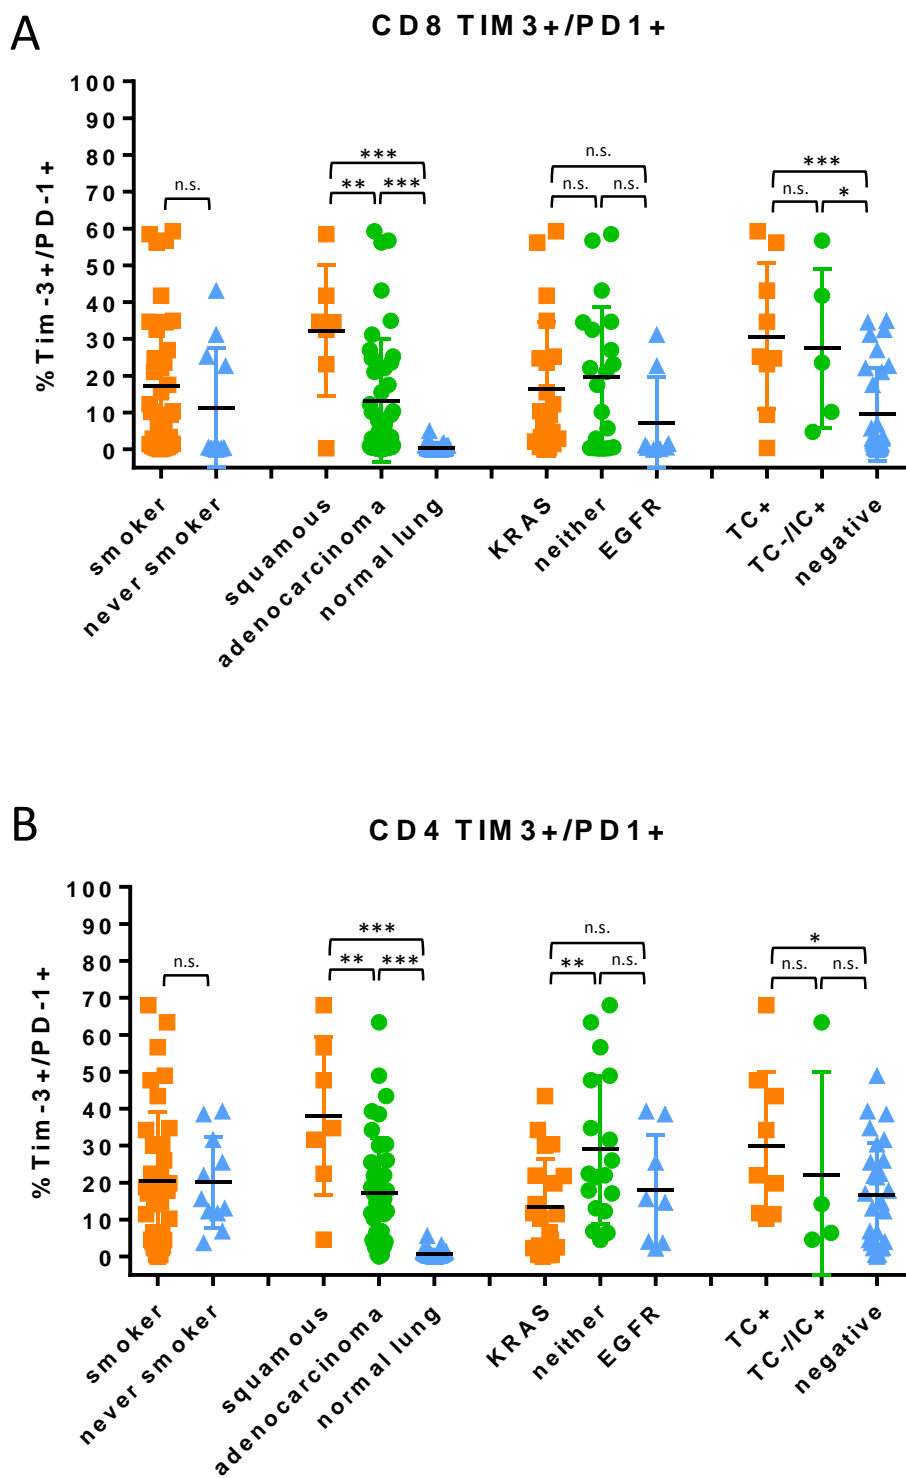 A
CD8 TIM3+/PD1+
% Tim-3+/PD-1+
100
90
80
70
60
50
40
30
20
10
0
n.s.
***
** ***
n.s.
n.s. n.s.
***
n.s. *
smoker
never smoker
squamous
adenocarcinoma
normal lung
KRAS
neither
EGFR
TC+
TC-/IC+
negative
B
CD4 TIM3+/PD1+
% Tim-3+/PD-1+
100
90
80
70
60
50
40
30
20
10
0
n.s.
***
** ***
n.s.
** n.s.
*
n.s. n.s.
smoker
never smoker
squamous
adenocarcinoma
normal lung
KRAS
neither
EGFR
TC+
TC-/IC+
negative